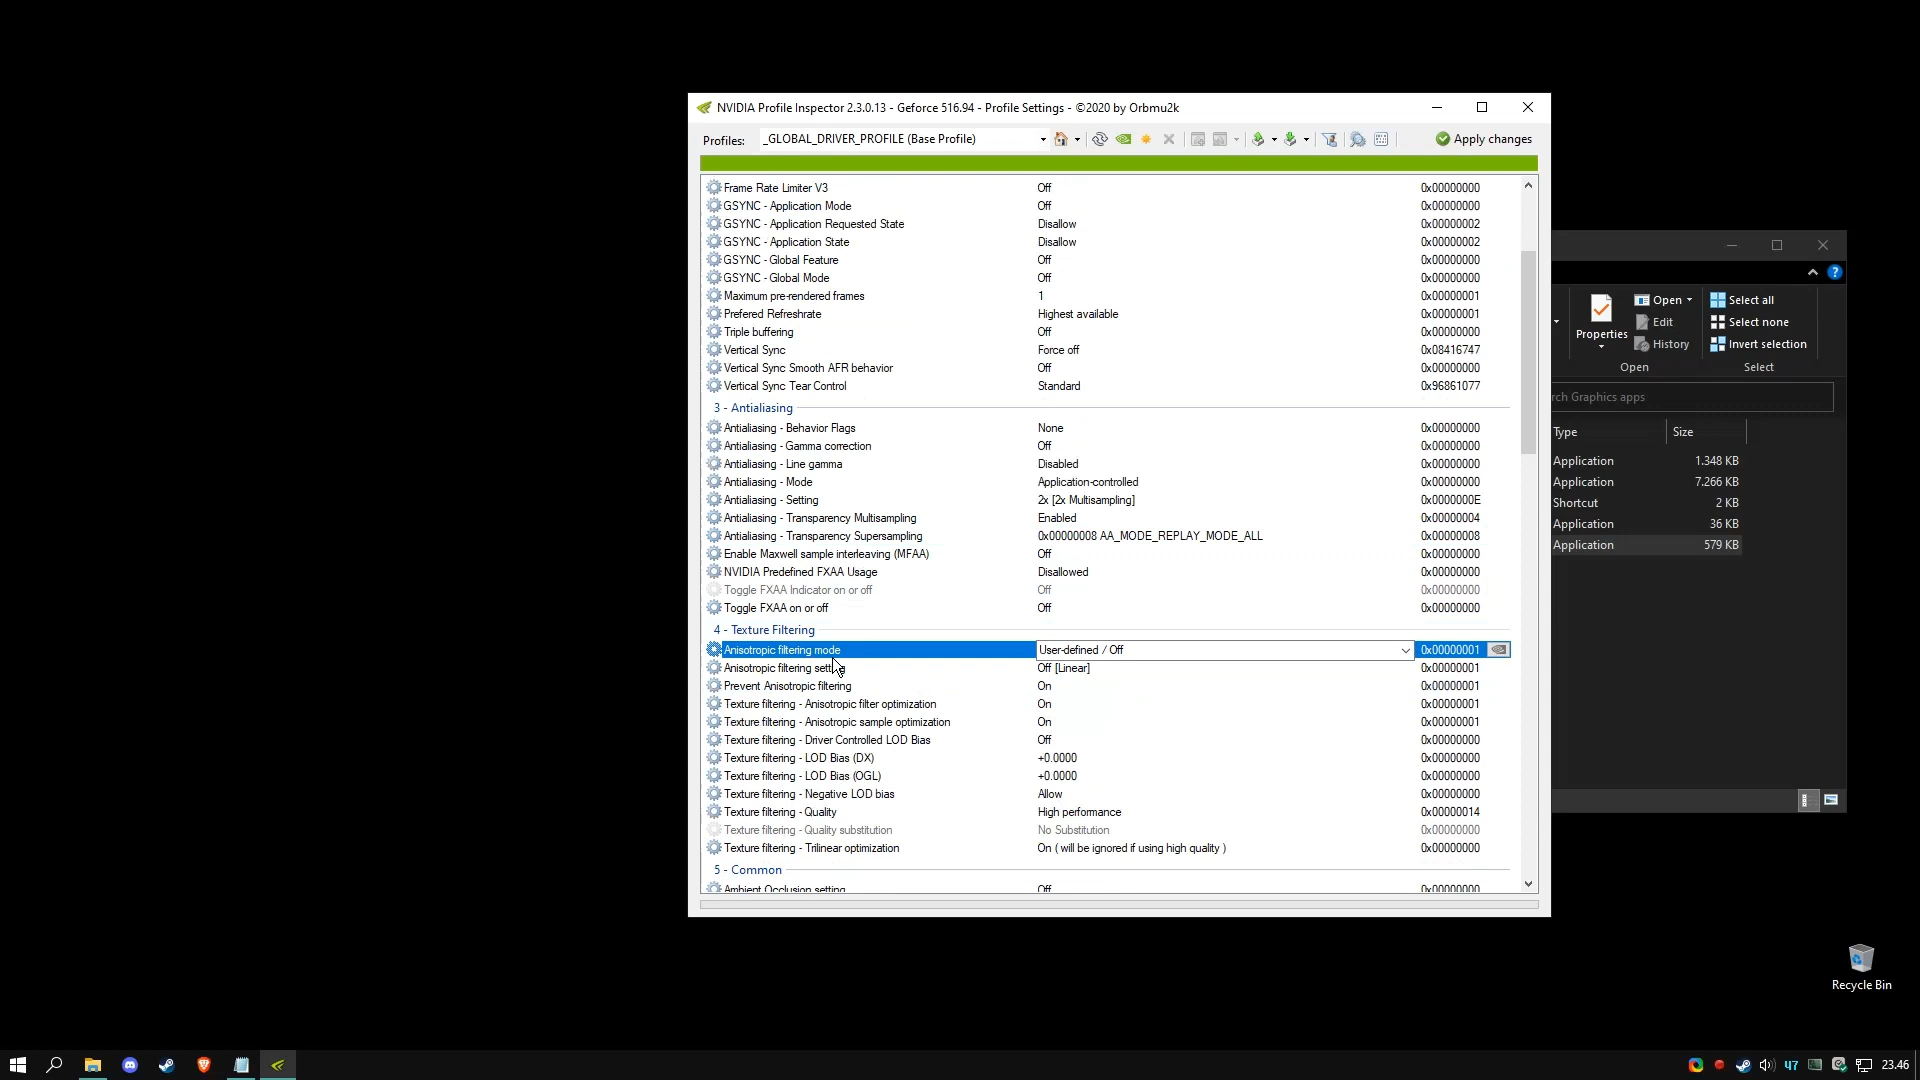 NVIDIA Profile Inspector 2.3.0.13 - Geforce 516.94 - Profile Settings - ©2020 by Orbmu2k
Profiles: _GLOBAL_DRIVER_PROFILE (Base Profile) Apply changes
Frame Rate Limiter V3 Off 0x00000000
GSYNC - Application Mode Off 0x00000000
GSYNC - Application Requested State Disallow 0x00000002
GSYNC - Application State Disallow 0x00000002
GSYNC - Global Feature Off 0x00000000
GSYNC - Global Mode Off 0x00000000
Maximum pre-rendered frames 1 0x00000001
Prefered Refreshrate Highest available 0x00000001
Triple buffering Off 0x00000000
Vertical Sync Force off 0x08416747
Vertical Sync Smooth AFR behavior Off 0x00000000
Vertical Sync Tear Control Standard 0x96861077
3 - Antialiasing
Antialiasing - Behavior Flags None 0x00000000
Antialiasing - Gamma correction Off 0x00000000
Antialiasing - Line gamma Disabled 0x00000000
Antialiasing - Mode Application-controlled 0x00000000
Antialiasing - Setting 2x [2x Multisampling] 0x0000000E
Antialiasing - Transparency Multisampling Enabled 0x00000004
Antialiasing - Transparency Supersampling 0x00000008 AA_MODE_REPLAY_MODE_ALL 0x00000008
Enable Maxwell sample interleaving (MFAA) Off 0x00000000
NVIDIA Predefined FXAA Usage Disallowed 0x00000000
Toggle FXAA Indicator on or off Off 0x00000000
Toggle FXAA on or off Off 0x00000000
4 - Texture Filtering
Anisotropic filtering mode User-defined / Off 0x00000001
Anisotropic filtering setting Off [Linear] 0x00000001
Prevent Anisotropic filtering On 0x00000001
Texture filtering - Anisotropic filter optimization On 0x00000001
Texture filtering - Anisotropic sample optimization On 0x00000001
Texture filtering - Driver Controlled LOD Bias Off 0x00000000
Texture filtering - LOD Bias (DX) +0.0000 0x00000000
Texture filtering - LOD Bias (OGL) +0.0000 0x00000000
Texture filtering - Negative LOD bias Allow 0x00000000
Texture filtering - Quality High performance 0x00000014
Texture filtering - Quality substitution No Substitution 0x00000000
Texture filtering - Trilinear optimization On ( will be ignored if using high quality ) 0x00000000
5 - Common
Ambient Occlusion setting Off 0x00000000
Properties
Open
Edit
History
Open
Select all
Select none
Invert selection
Select
rch Graphics apps
Type Size
Application 1.348 KB
Application 7.266 KB
Shortcut 2 KB
Application 36 KB
Application 579 KB
Recycle Bin
47
23.46